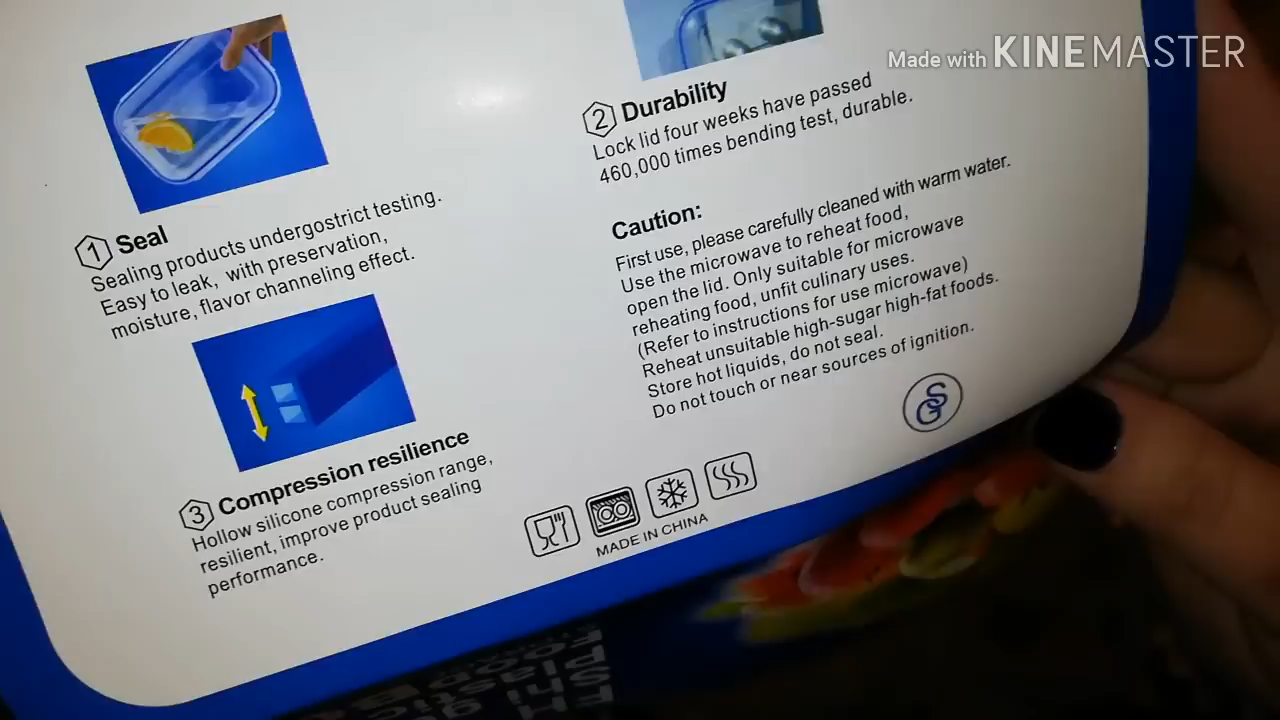 Made with KINEMASTER
1 Seal
Sealing products undergostrict testing.
Easy to leak, with preservation,
moisture, flavor channeling effect.
2 Durability
Lock lid four weeks have passed
460,000 times bending test, durable.
3 Compression resilience
Hollow silicone compression range,
resilient, improve product sealing
performance.
Caution:
First use, please carefully cleaned with warm water.
Use the microwave to reheat food,
open the lid. Only suitable for microwave
reheating food, unfit culinary uses.
(Refer to instructions for use microwave)
Reheat unsuitable high-sugar high-fat foods.
Store hot liquids, do not seal.
Do not touch or near sources of ignition.
MADE IN CHINA